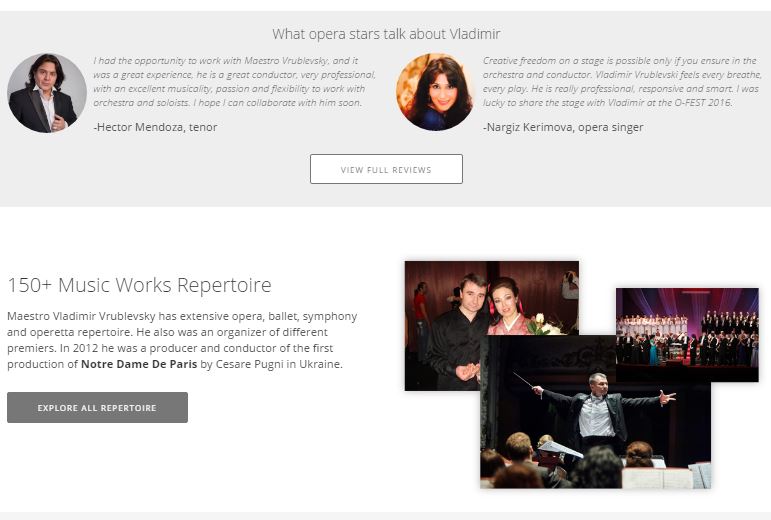 What opera stars talk about Vladimir
I had the opportunity to work with Maestro Vrublevsky, and it
was a great experience, he is a great conductor, very professional,
with an excellent musicality, passion and flexibility to work with
orchestra and soloists. I hope I can collaborate with him soon.
-Hector Mendoza, tenor
Creative freedom on a stage is possible only if you ensure in the
orchestra and conductor. Vladimir Vrublevski feels every breathe,
every play. He is really professional, responsive and smart. I was
lucky to share the stage with Vladimir at the O-FEST 2016.
-Nargiz Kerimova, opera singer
VIEW FULL REVIEWS
150+ Music Works Repertoire
Maestro Vladimir Vrublevsky has extensive opera, ballet, symphony
and operetta repertoire. He also was an organizer of different
premiers. In 2012 he was a producer and conductor of the first
production of Notre Dame De Paris by Cesare Pugni in Ukraine.
EXPLORE ALL REPERTOIRE